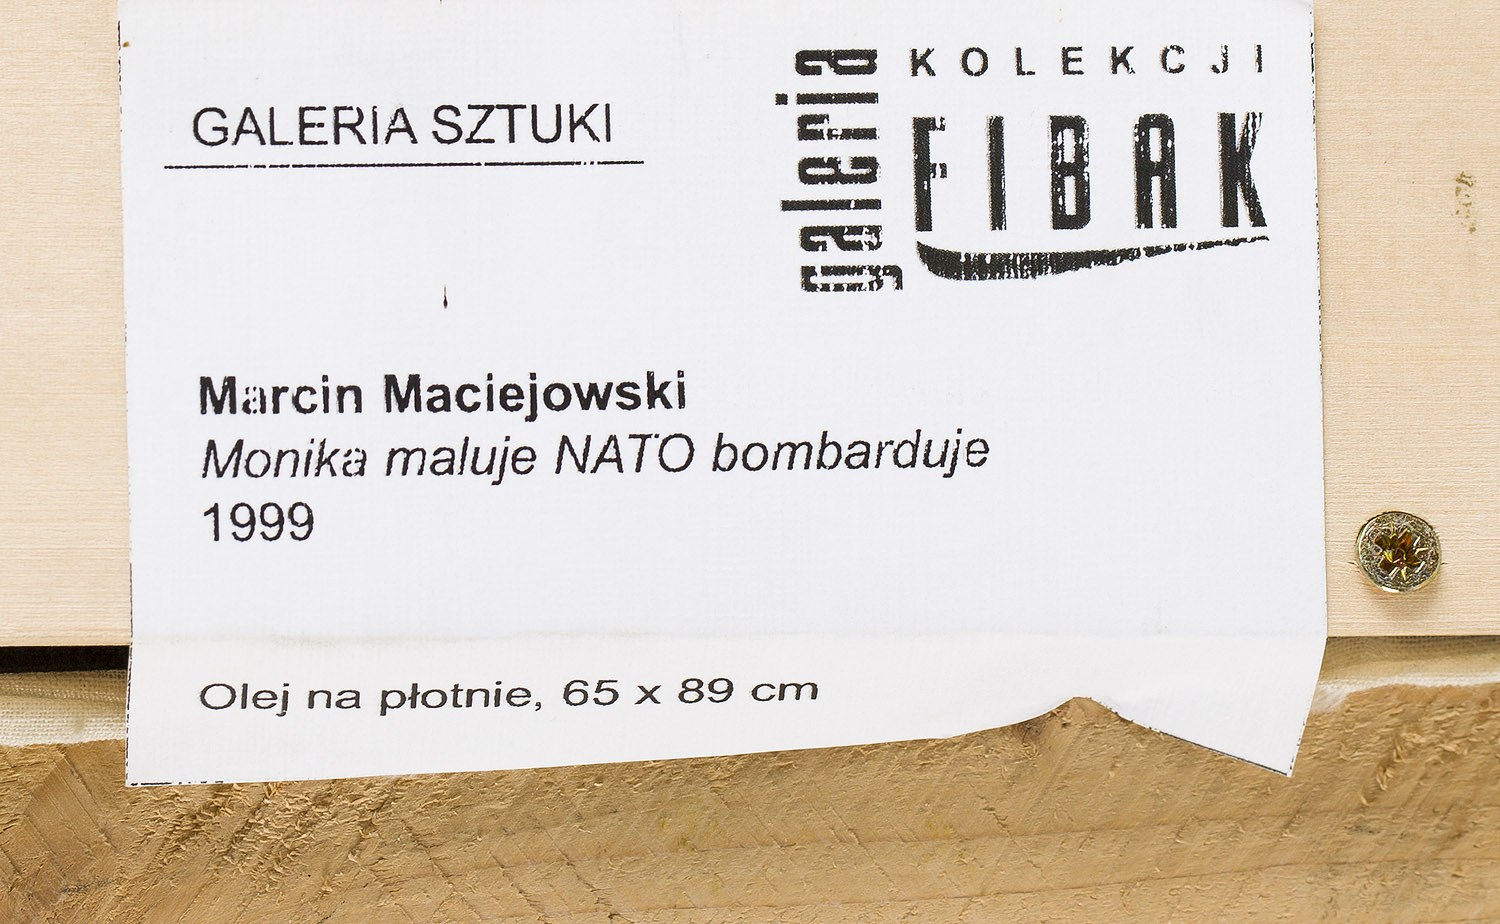 GALERIA SZTUKI
galeria
KOLEKCJI
FIBAK
Marcin Maciejowski
Monika maluje NATO bombarduje
1999
Olej na płotnie, 65 x 89 cm